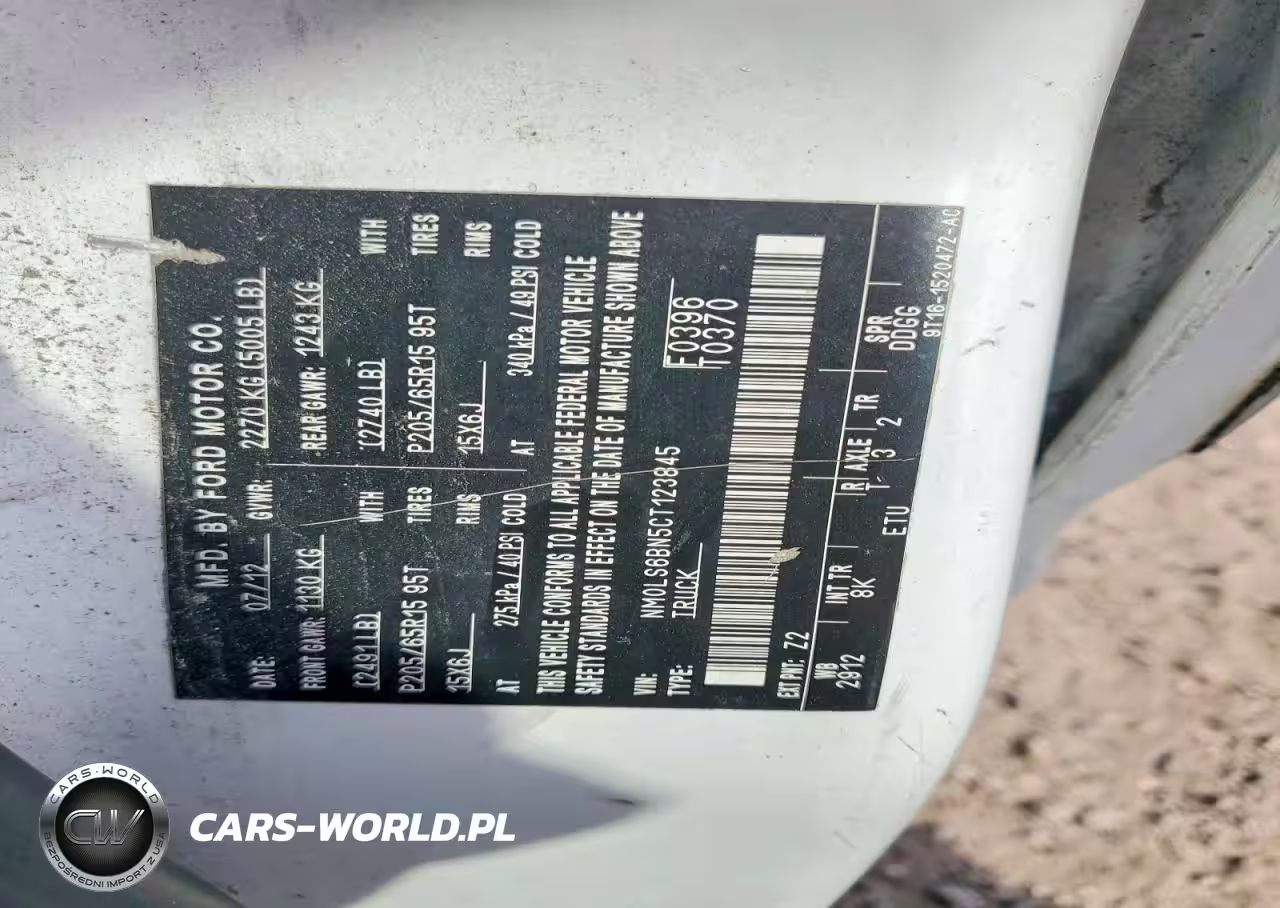 MFD. BY FORD MOTOR CO.
DATE: 07/12 GVWR: 2270 KG (5005 LB)
FRONT GAWR: 1130 KG REAR GAWR: 1243 KG
(2491 LB) WITH (2740 LB) WITH
P205/65R15 95T TIRES P205/65R15 95T TIRES
15X6J RIMS 15X6J RIMS
AT 275 kPa / 40 PSI COLD AT 340 kPa / 49 PSI COLD
THIS VEHICLE CONFORMS TO ALL APPLICABLE FEDERAL MOTOR VEHICLE
SAFETY STANDARDS IN EFFECT ON THE DATE OF MANUFACTURE SHOWN ABOVE
VIN: NM0LS6BN5CT123845 F0396
TYPE: TRUCK T0370
EXT PNT: Z2
WB INT TR R AXLE TR SPR
2912 8K T 3 2 DDGG
ETU 9T16-1520472-AC
CARS-WORLD
CW
BEZPOŚREDNI IMPORT Z USA
CARS-WORLD.PL